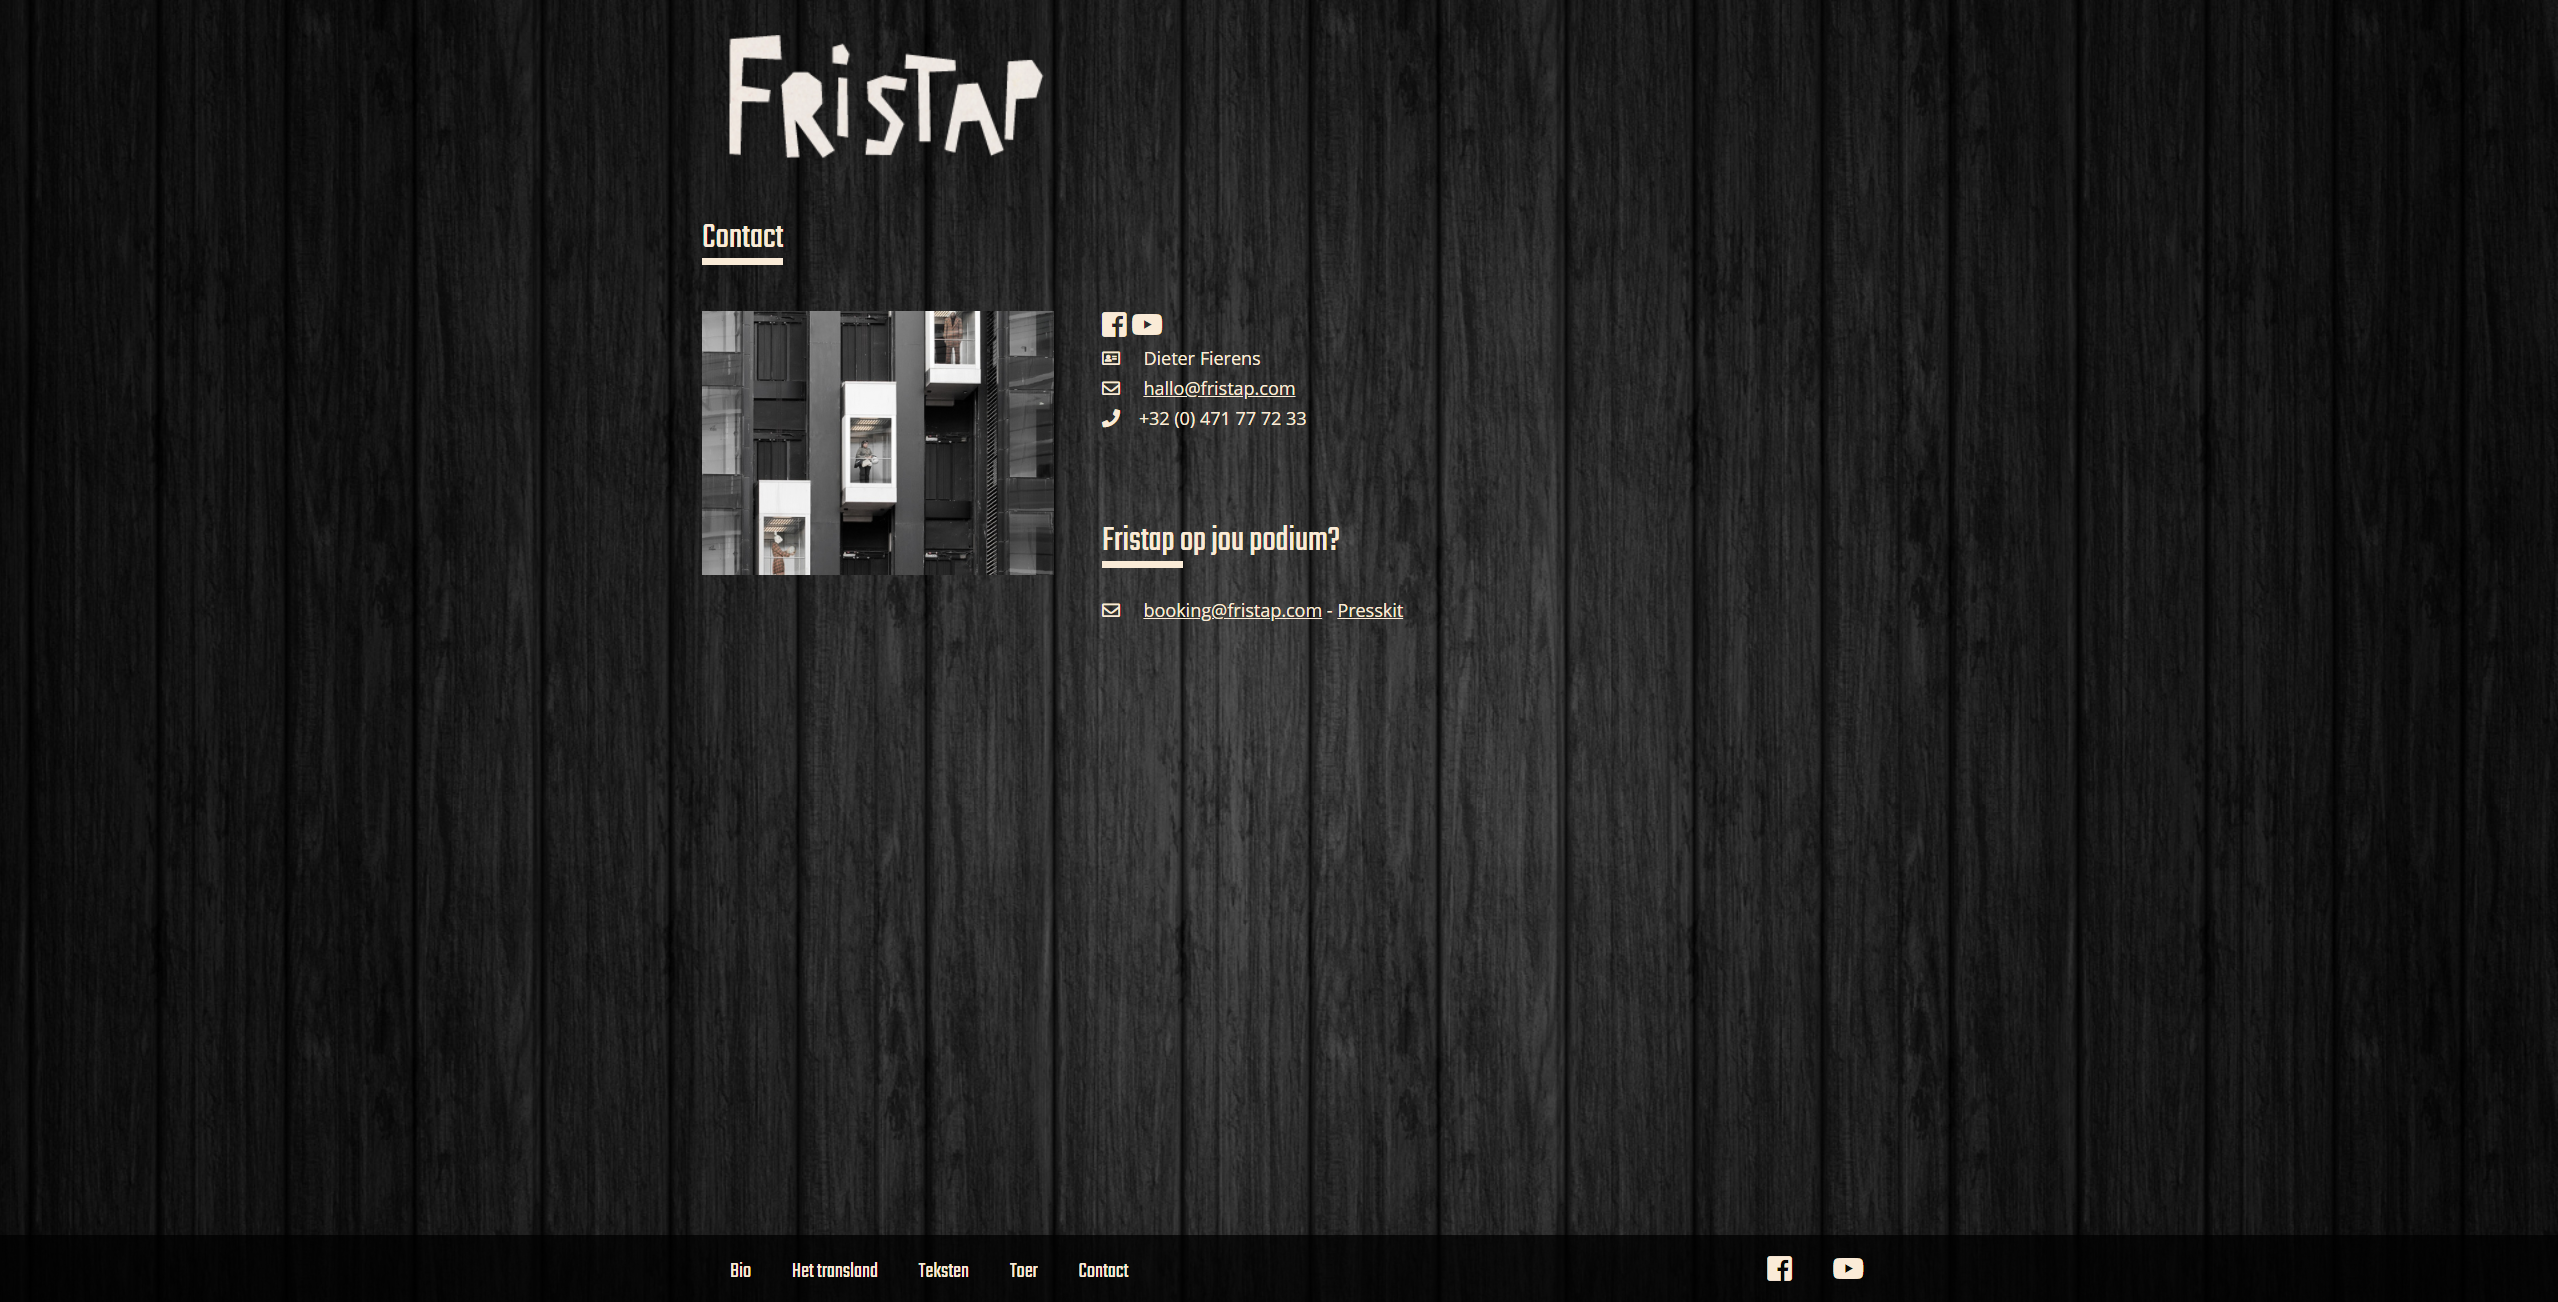 FRiSTAP
Contact
Dieter Fierens
hallo@fristap.com
+32 (0) 471 77 72 33
Fristap op jou podium?
booking@fristap.com - Presskit
Bio Het transland Teksten Toer Contact